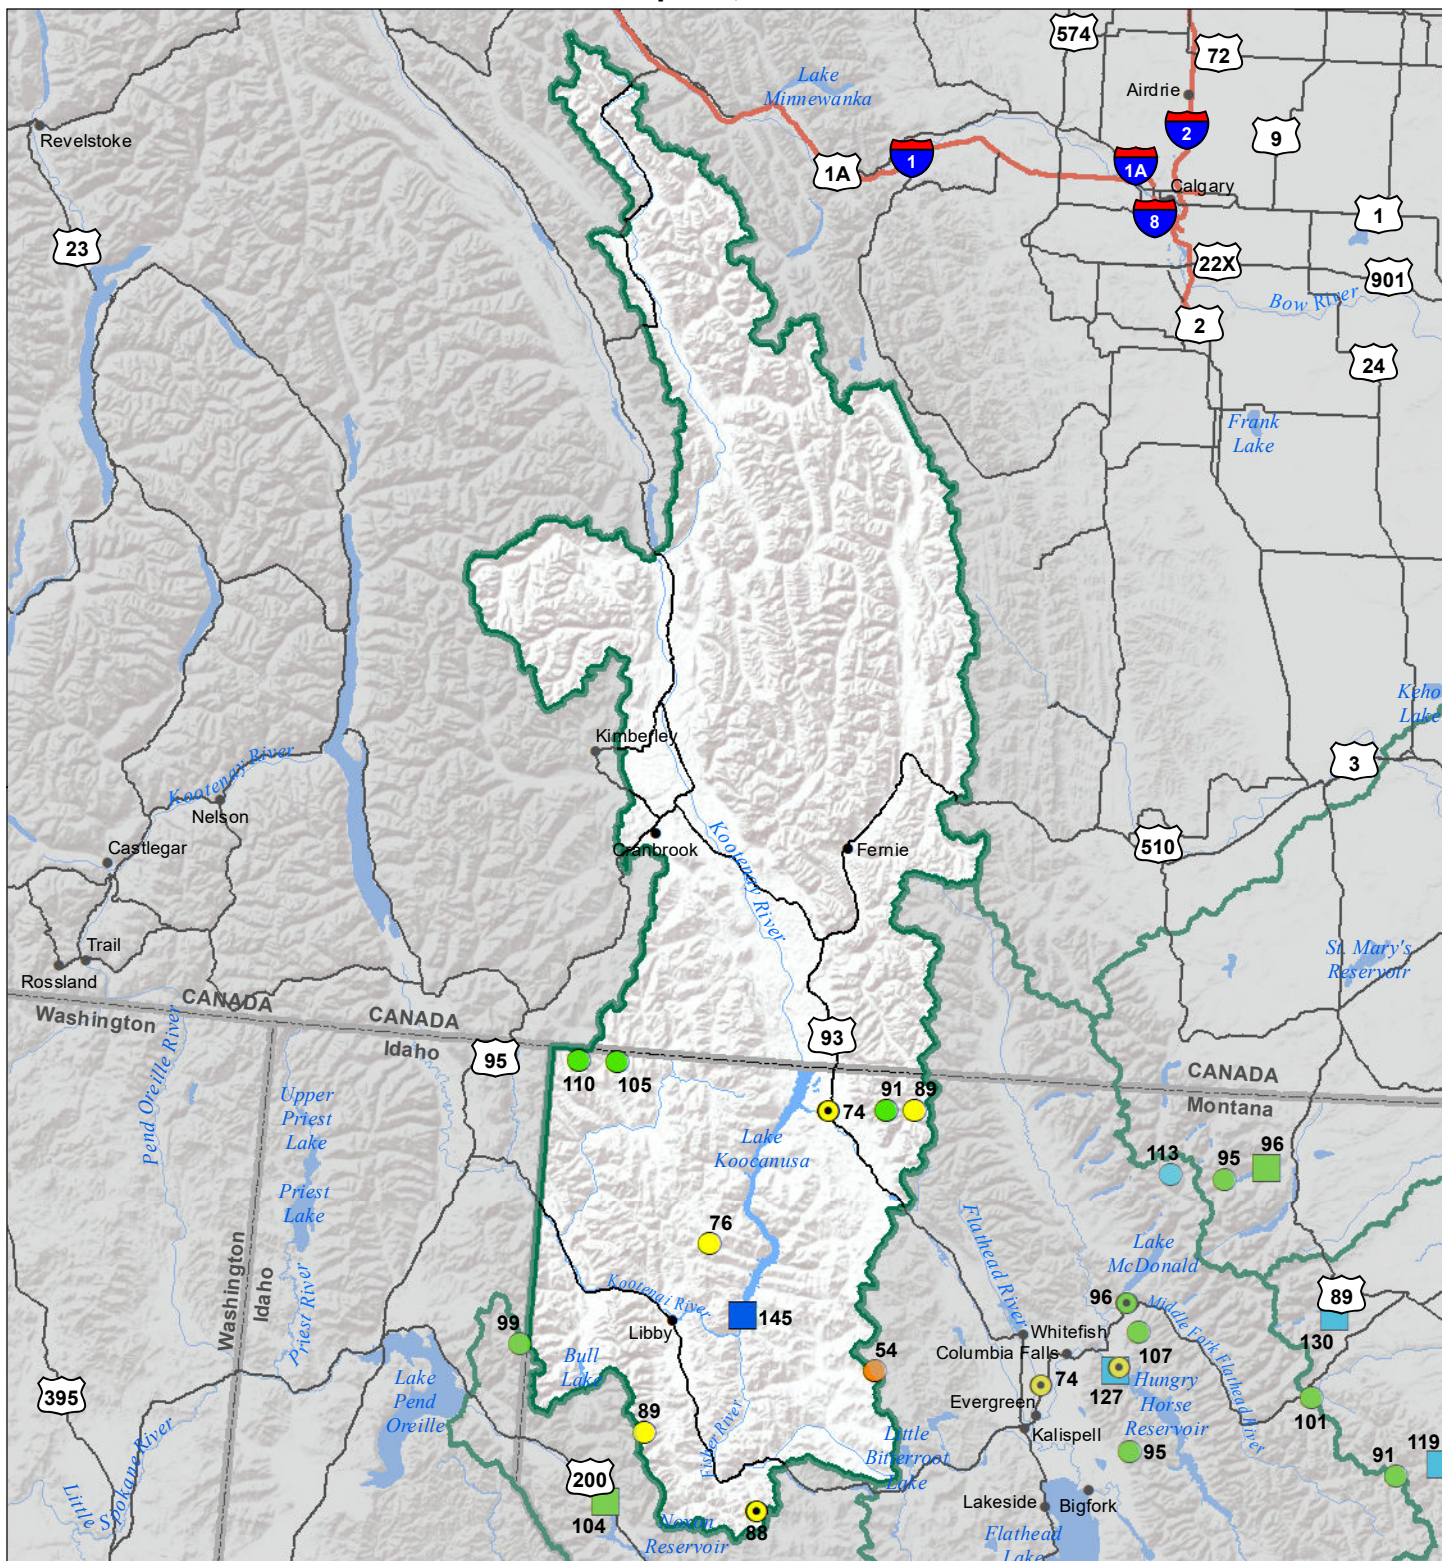 574
72
Lake
Minnewanka
Airdrie
2
9
Revelstoke
1A
1
1A
Calgary
8
1
23
22X
901
Bow River
2
24
Frank
Lake
Keho
Lake
Kimberley
3
Kootenay River
Nelson
Castlegar
Cranbrook
Kootenay River
Fernie
510
Trail
Rossland
St. Mary's
Reservoir
CANADA
Washington
CANADA
Idaho
95
93
CANADA
Montana
Pend Oreille River
110
105
91
89
74
Upper
Priest
Lake
Lake
Koocanusa
113
95
96
Priest
Lake
Flathead River
76
Lake
McDonald
Washington
Idaho
Priest River
Kootenai River
Libby
145
96
Middle Fork Flathead River
89
130
99
Bull
Lake
54
Whitefish
Columbia Falls
107
74
127
Hungry
Horse
Reservoir
395
Lake
Pend
Oreille
Evergreen
Kalispell
101
89
Fisher River
Little
Bitterroot
Lake
95
91
119
Little Spokane River
200
104
88
Noxon
Reservoir
Lakeside
Bigfork
Flathead
Lake